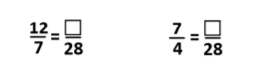 12/7 = □/28 7/4 = □/28